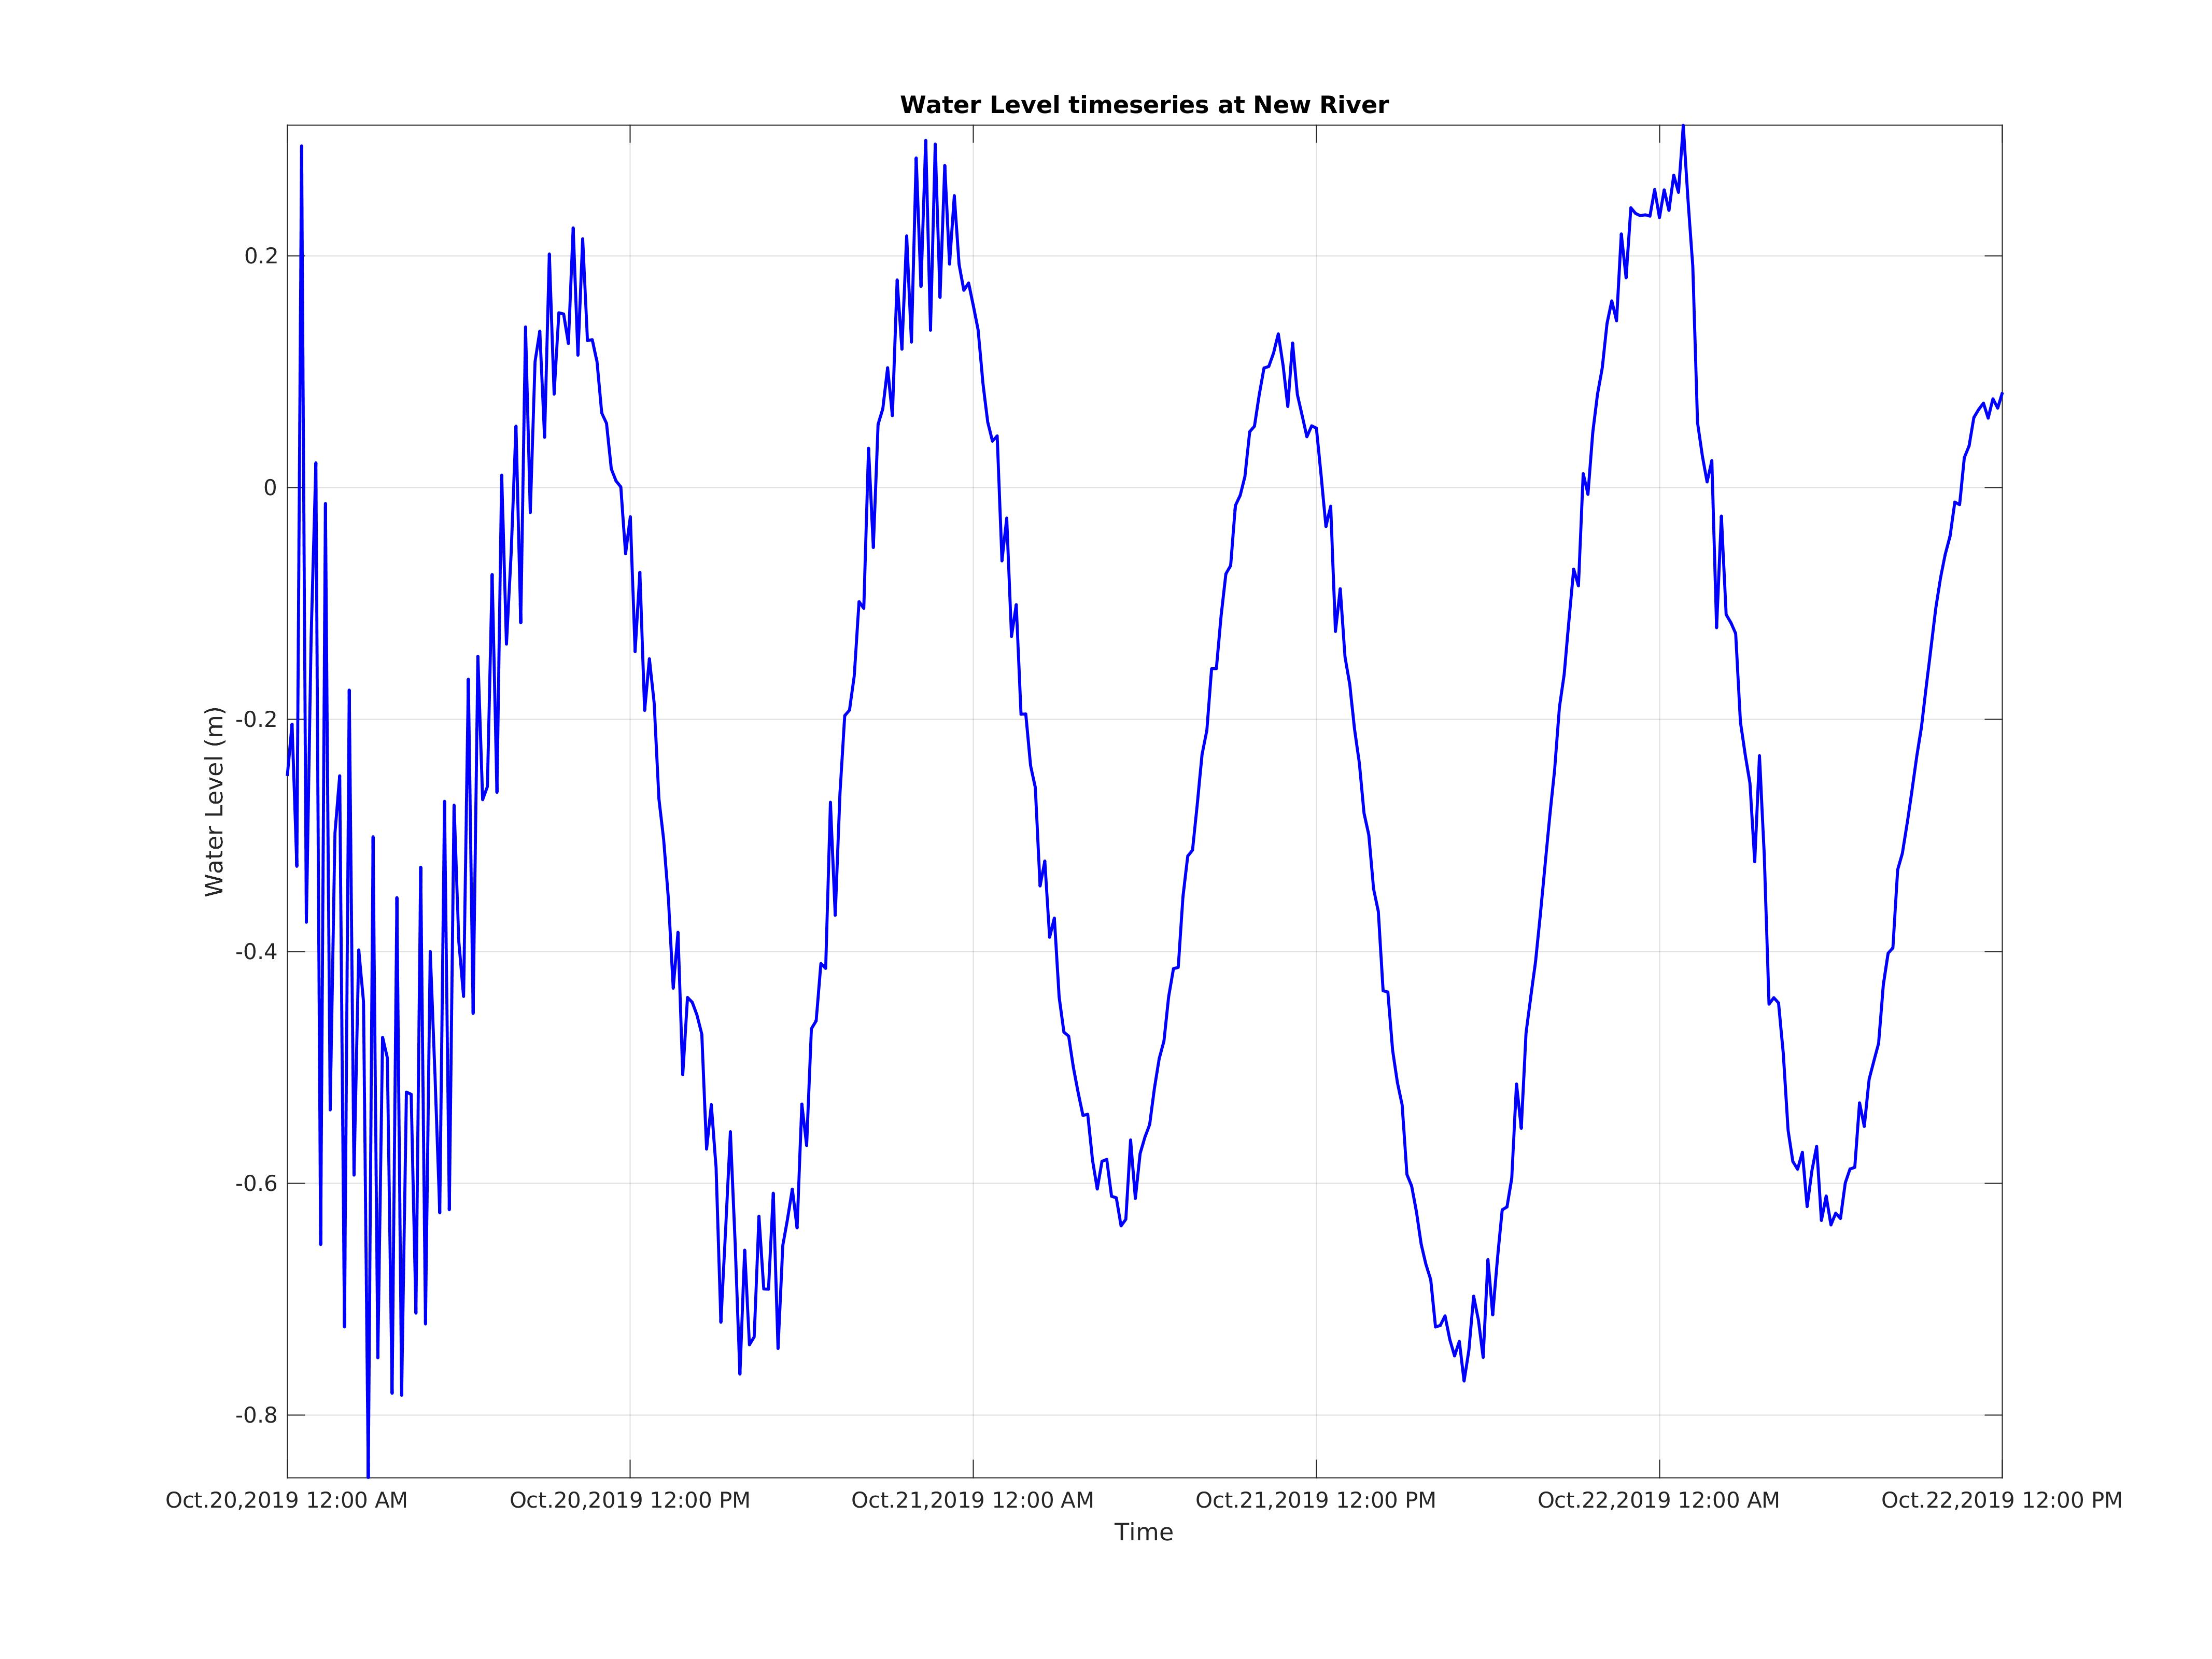 Water Level timeseries at New River
0.2
0
-0.2
-0.4
-0.6
-0.8
Water Level (m)
Oct.20,2019 12:00 AM
Oct.20,2019 12:00 PM
Oct.21,2019 12:00 AM
Oct.21,2019 12:00 PM
Oct.22,2019 12:00 AM
Oct.22,2019 12:00 PM
Time